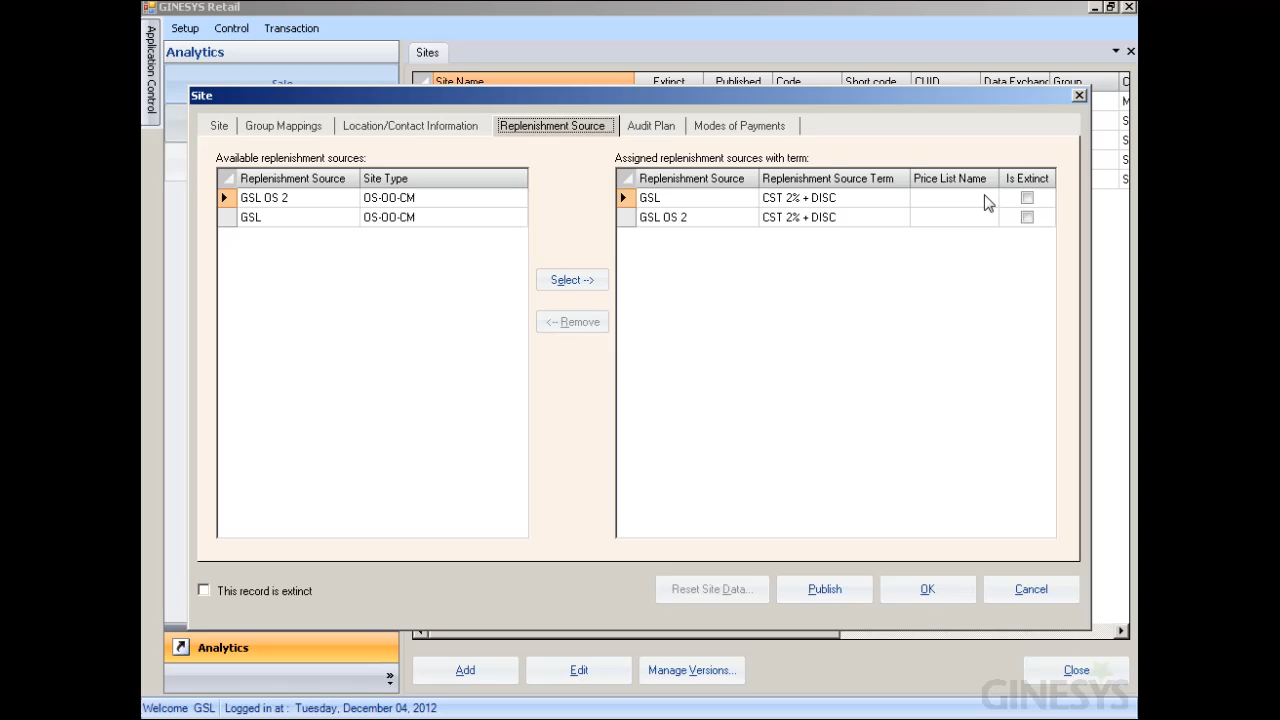 GINESYS Retail
Setup Control Transaction
Application Control
Analytics
Sites
Site Name Extinct Published Code Short code CUID Data Exchang Group
Site
Site Group Mappings Location/Contact Information Replenishment Source Audit Plan Modes of Payments
Available replenishment sources:
Replenishment Source Site Type
GSL OS 2 OS-OO-CM
GSL OS-OO-CM
Select -->
<-- Remove
Assigned replenishment sources with term:
Replenishment Source Replenishment Source Term Price List Name Is Extinct
GSL CST 2% + DISC
GSL OS 2 CST 2% + DISC
This record is extinct
Reset Site Data... Publish OK Cancel
Analytics
Add Edit Manage Versions... Close
GINESYS
Welcome GSL Logged in at : Tuesday, December 04, 2012